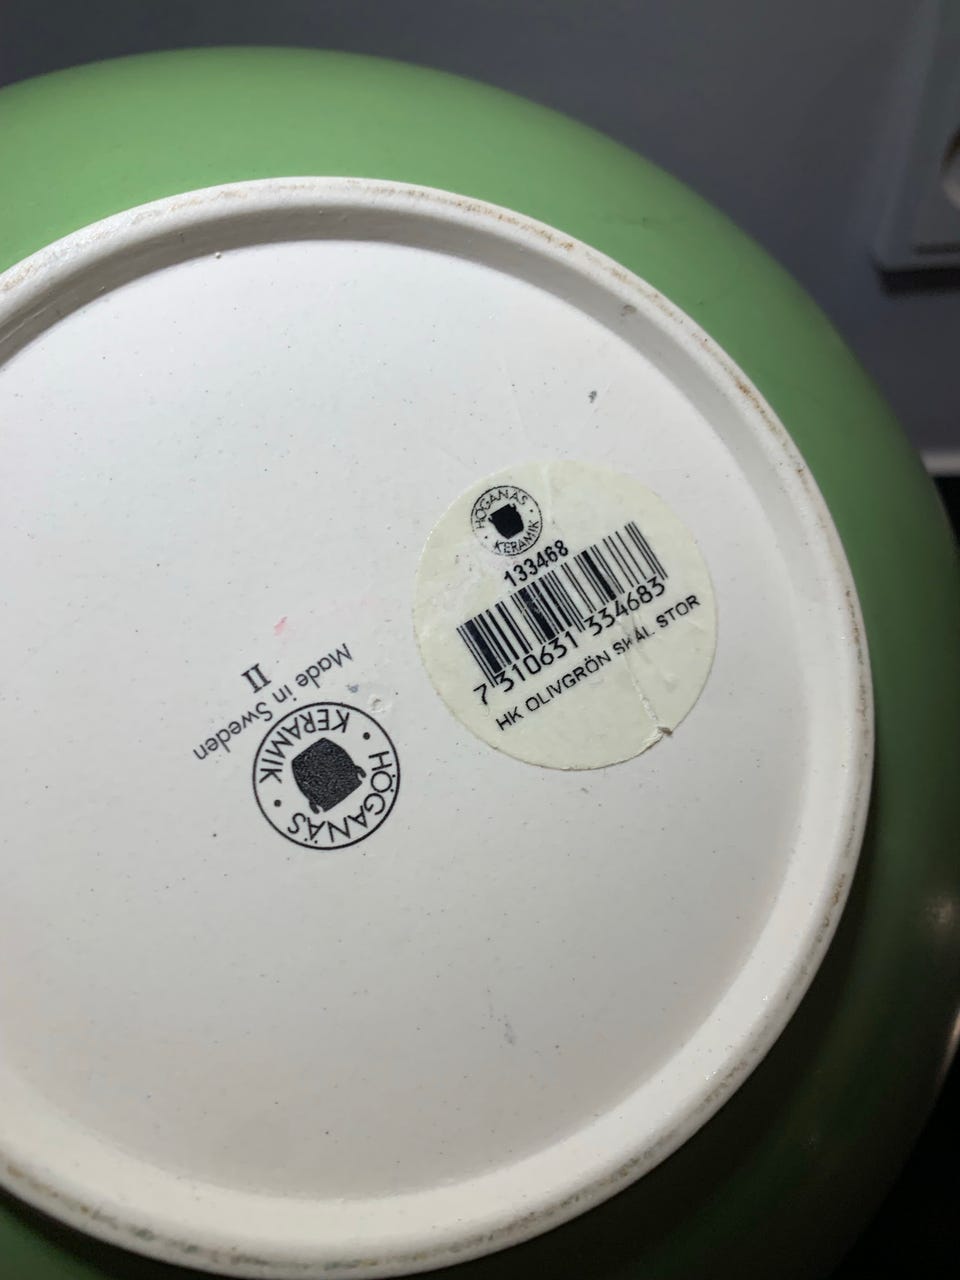 HÖGANÄS
KERAMIK
133468
7 310631 334683
HK OLIVGRÖN SKÅL STOR
Made in Sweden
II
HÖGANÄS
KERAMIK